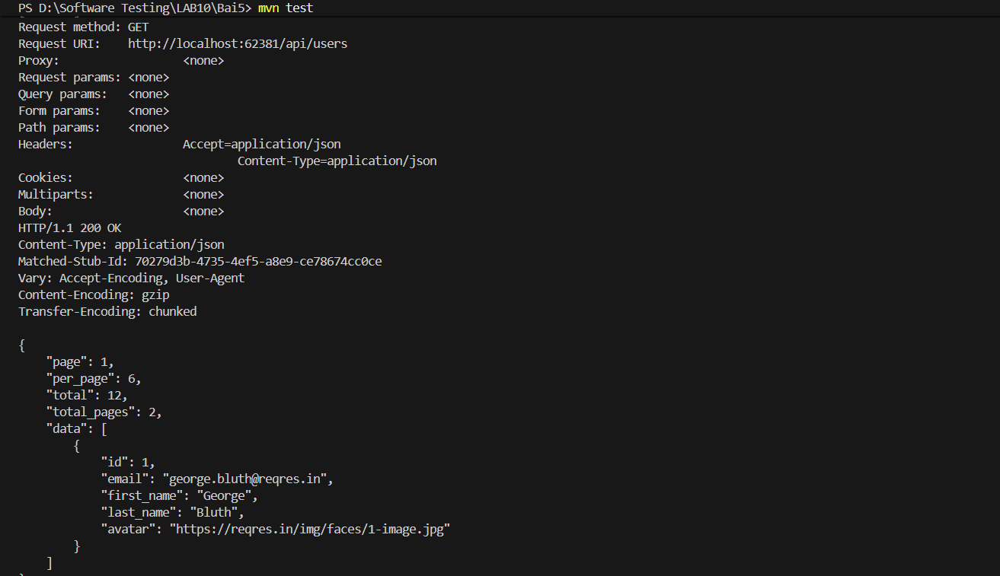 PS D:\Software Testing\LAB10\Bai5> mvn test
Request method: GET
Request URI:    http://localhost:62381/api/users
Proxy:                  <none>
Request params: <none>
Query params:   <none>
Form params:    <none>
Path params:    <none>
Headers:                Accept=application/json
                                Content-Type=application/json
Cookies:                <none>
Multiparts:             <none>
Body:                   <none>
HTTP/1.1 200 OK
Content-Type: application/json
Matched-Stub-Id: 70279d3b-4735-4ef5-a8e9-ce78674cc0ce
Vary: Accept-Encoding, User-Agent
Content-Encoding: gzip
Transfer-Encoding: chunked

{
    "page": 1,
    "per_page": 6,
    "total": 12,
    "total_pages": 2,
    "data": [
        {
            "id": 1,
            "email": "george.bluth@reqres.in",
            "first_name": "George",
            "last_name": "Bluth",
            "avatar": "https://reqres.in/img/faces/1-image.jpg"
        }
    ]